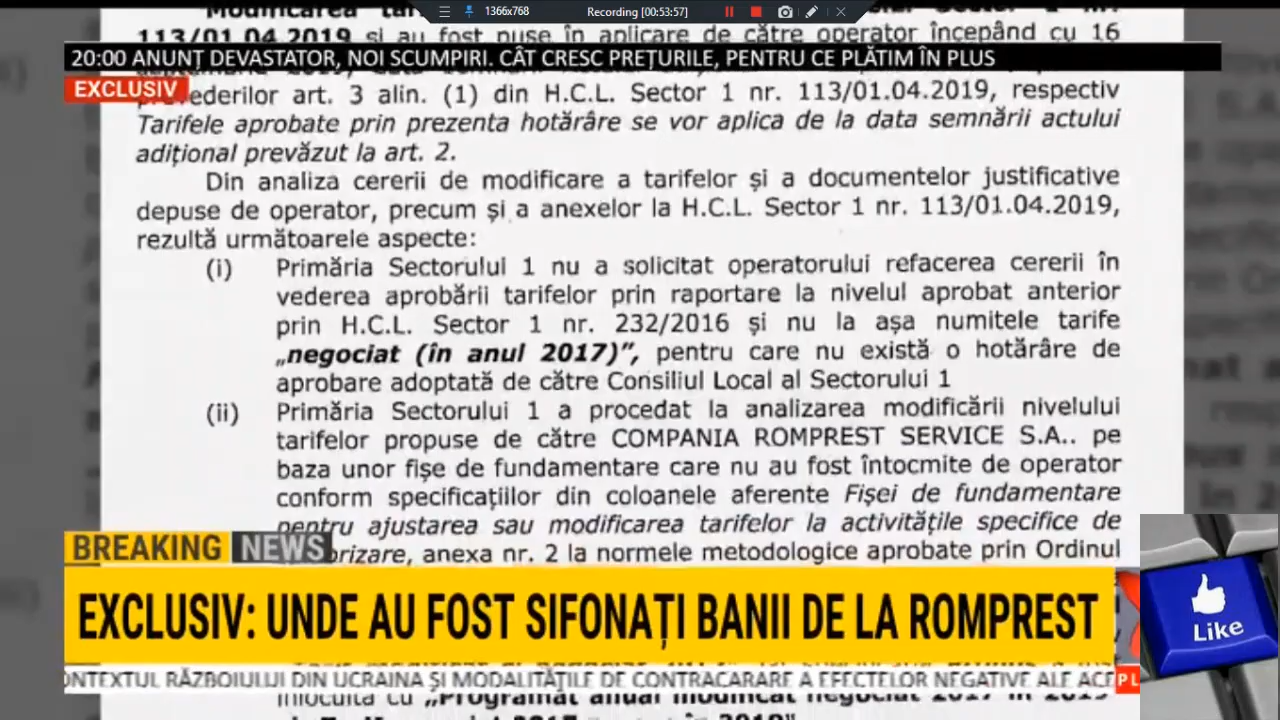 1366x768
Recording [00:53:57]
113/01.04.2019 și au fost puse în aplicare de către operator începând cu 16
20:00 ANUNȚ DEVASTATOR, NOI SCUMPIRI. CÂT CRESC PREȚURILE, PENTRU CE PLĂTIM ÎN PLUS
EXCLUSIV
prevederilor art. 3 alin. (1) din H.C.L. Sector 1 nr. 113/01.04.2019, respectiv
Tarifele aprobate prin prezenta hotărâre se vor aplica de la data semnării actului
adițional prevăzut la art. 2.
Din analiza cererii de modificare a tarifelor și a documentelor justificative
depuse de operator, precum și a anexelor la H.C.L. Sector 1 nr. 113/01.04.2019,
rezultă următoarele aspecte:
(i) Primăria Sectorului 1 nu a solicitat operatorului refacerea cererii în
vederea aprobării tarifelor prin raportare la nivelul aprobat anterior
prin H.C.L. Sector 1 nr. 232/2016 și nu la așa numitele tarife
„negociat (în anul 2017)”, pentru care nu există o hotărâre de
aprobare adoptată de către Consiliul Local al Sectorului 1
(ii) Primăria Sectorului 1 a procedat la analizarea modificării nivelului
tarifelor propuse de către COMPANIA ROMPREST SERVICE S.A.. pe
baza unor fișe de fundamentare care nu au fost întocmite de operator
conform specificațiilor din coloanele aferente Fișei de fundamentare
pentru ajustarea sau modificarea tarifelor la activitățile specifice de
anexa nr. 2 la normele metodologice aprobate prin Ordinul
BREAKING NEWS
EXCLUSIV: UNDE AU FOST SIFONAȚI BANII DE LA ROMPREST
Like
ONTEXTUL RĂZBOIULUI DIN UCRAINA ȘI MODALITĂȚILE DE CONTRACARARE A EFECTELOR NEGATIVE ALE ACE
înlocuită cu „Programat anual modificat negociat 2017 în 2019